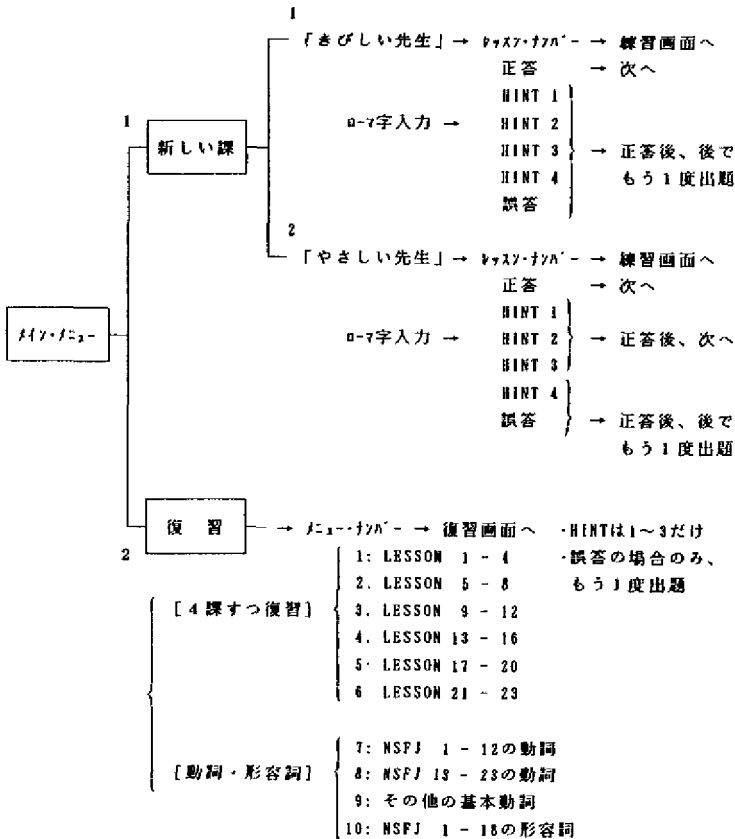 1
「きびしい先生」 → レッスン・ナンバー → 練習画面へ
正答 → 次へ
HINT 1
1
ローマ字入力 → HINT 2
新しい課
HINT 3 → 正答後、後で
HINT 4 もう1度出題
誤答
2
「やさしい先生」 → レッスン・ナンバー → 練習画面へ
正答 → 次へ
HINT 1
メイン・メニュー
ローマ字入力 → HINT 2 → 正答後、次へ
HINT 3
HINT 4
誤答 → 正答後、後で
もう1度出題
復習 → メニュー・ナンバー → 復習画面へ ・HINTは1～3だけ
2
1: LESSON 1 - 4 ・誤答の場合のみ、
2. LESSON 5 - 8 もう1度出題
[4課すつ復習] 3. LESSON 9 - 12
4. LESSON 13 - 16
5. LESSON 17 - 20
6 LESSON 21 - 23
7: NSFJ 1 - 12の動詞
[動詞・形容詞] 8: NSFJ 13 - 23の動詞
9: その他の基本動詞
10: NSFJ 1 - 18の形容詞